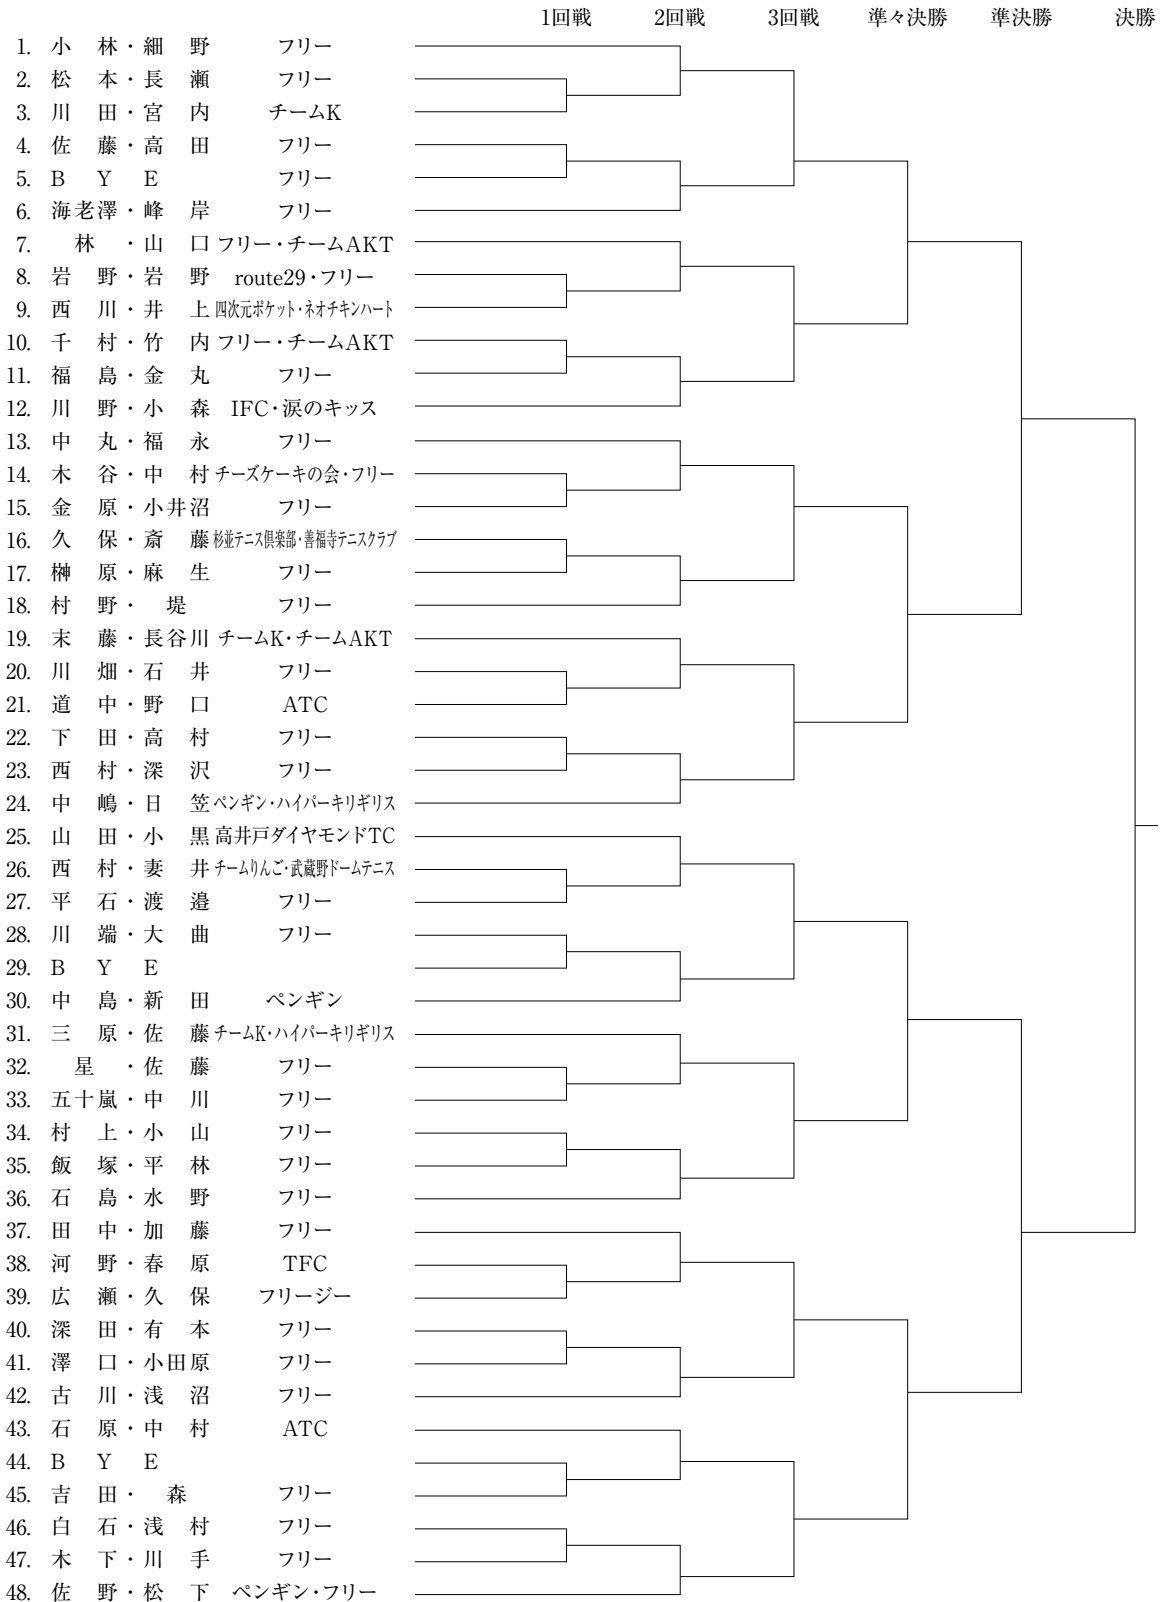 1回戦 2回戦 3回戦 準々決勝 準決勝 決勝
1. 小 林・細 野 フリー
2. 松 本・長 瀬 フリー
3. 川 田・宮 内 チームK
4. 佐 藤・高 田 フリー
5. B Y E フリー
6. 海老澤・峰 岸 フリー
7. 林 ・山 口 フリー・チームAKT
8. 岩 野・岩 野 route29・フリー
9. 西 川・井 上 四次元ポケット・ネオチキンハート
10. 千 村・竹 内 フリー・チームAKT
11. 福 島・金 丸 フリー
12. 川 野・小 森 IFC・涙のキッス
13. 中 丸・福 永 フリー
14. 木 谷・中 村 チーズケーキの会・フリー
15. 金 原・小井沼 フリー
16. 久 保・斎 藤 杉並テニス倶楽部・善福寺テニスクラブ
17. 榊 原・麻 生 フリー
18. 村 野・ 堤 フリー
19. 末 藤・長谷川 チームK・チームAKT
20. 川 畑・石 井 フリー
21. 道 中・野 口 ATC
22. 下 田・高 村 フリー
23. 西 村・深 沢 フリー
24. 中 嶋・日 笠 ペンギン・ハイパーキリギリス
25. 山 田・小 黒 高井戸ダイヤモンドTC
26. 西 村・妻 井 チームりんご・武蔵野ドームテニス
27. 平 石・渡 邉 フリー
28. 川 端・大 曲 フリー
29. B Y E
30. 中 島・新 田 ペンギン
31. 三 原・佐 藤 チームK・ハイパーキリギリス
32. 星 ・佐 藤 フリー
33. 五十嵐・中 川 フリー
34. 村 上・小 山 フリー
35. 飯 塚・平 林 フリー
36. 石 島・水 野 フリー
37. 田 中・加 藤 フリー
38. 河 野・春 原 TFC
39. 広 瀬・久 保 フリージー
40. 深 田・有 本 フリー
41. 澤 口・小田原 フリー
42. 古 川・浅 沼 フリー
43. 石 原・中 村 ATC
44. B Y E
45. 吉 田・ 森 フリー
46. 白 石・浅 村 フリー
47. 木 下・川 手 フリー
48. 佐 野・松 下 ペンギン・フリー